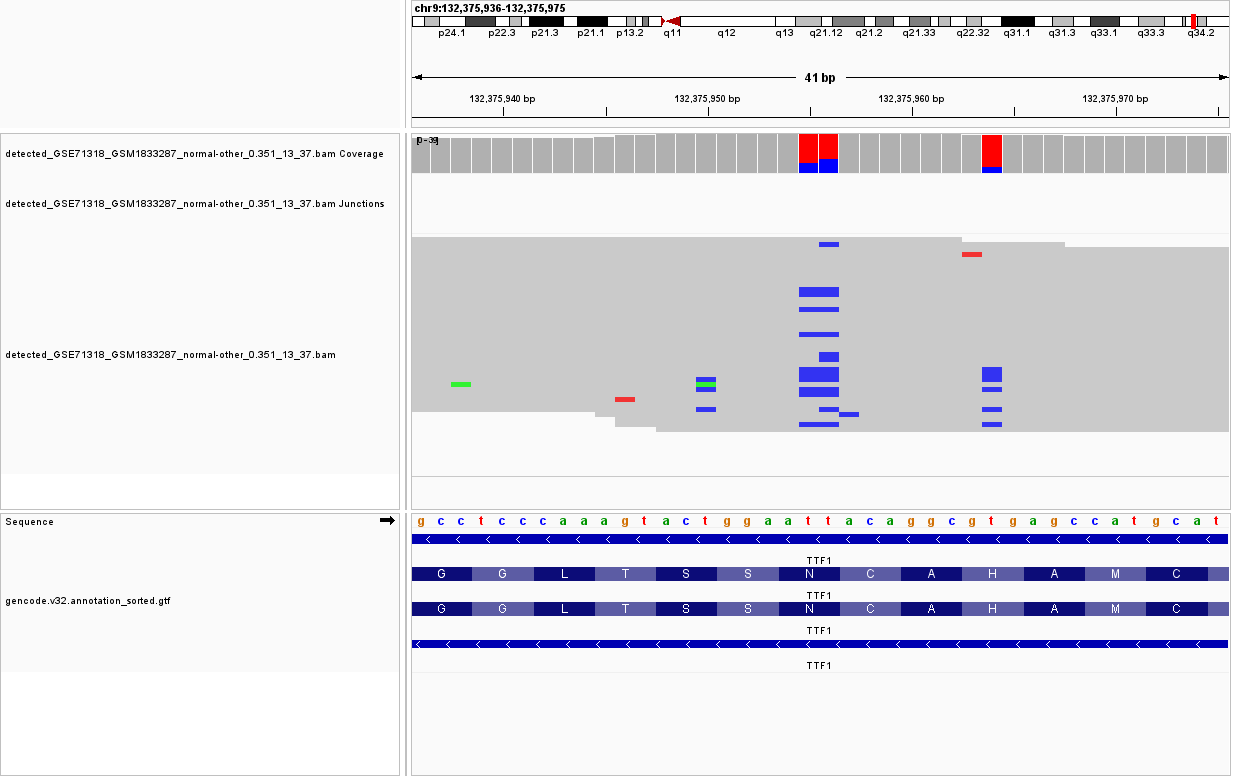 chr9:132,375,936-132,375,975
p24.1 p22.3 p21.3 p21.1 p13.2 q11 q12 q13 q21.12 q21.2 q21.33 q22.32 q31.1 q31.3 q33.1 q33.3 q34.2
41 bp
132,375,940 bp 132,375,950 bp 132,375,960 bp 132,375,970 bp
[0 - 39]
detected_GSE71318_GSM1833287_normal-other_0.351_13_37.bam Coverage
detected_GSE71318_GSM1833287_normal-other_0.351_13_37.bam Junctions
detected_GSE71318_GSM1833287_normal-other_0.351_13_37.bam
Sequence
g c c t c c c a a a g t a c t g g a a t t a c a g g c g t g a g c c a t g c a t
TTF1
G G L T S S N C A H A M C
TTF1
gencode.v32.annotation_sorted.gtf
G G L T S S N C A H A M C
TTF1
TTF1